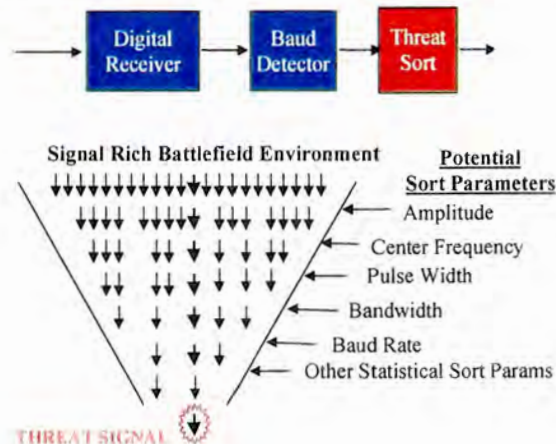 Digital
Receiver
Baud
Detector
Threat
Sort
Signal Rich Battlefield Environment
Potential
Sort Parameters
Amplitude
Center Frequency
Pulse Width
Bandwidth
Baud Rate
Other Statistical Sort Params
THREAT SIGNAL